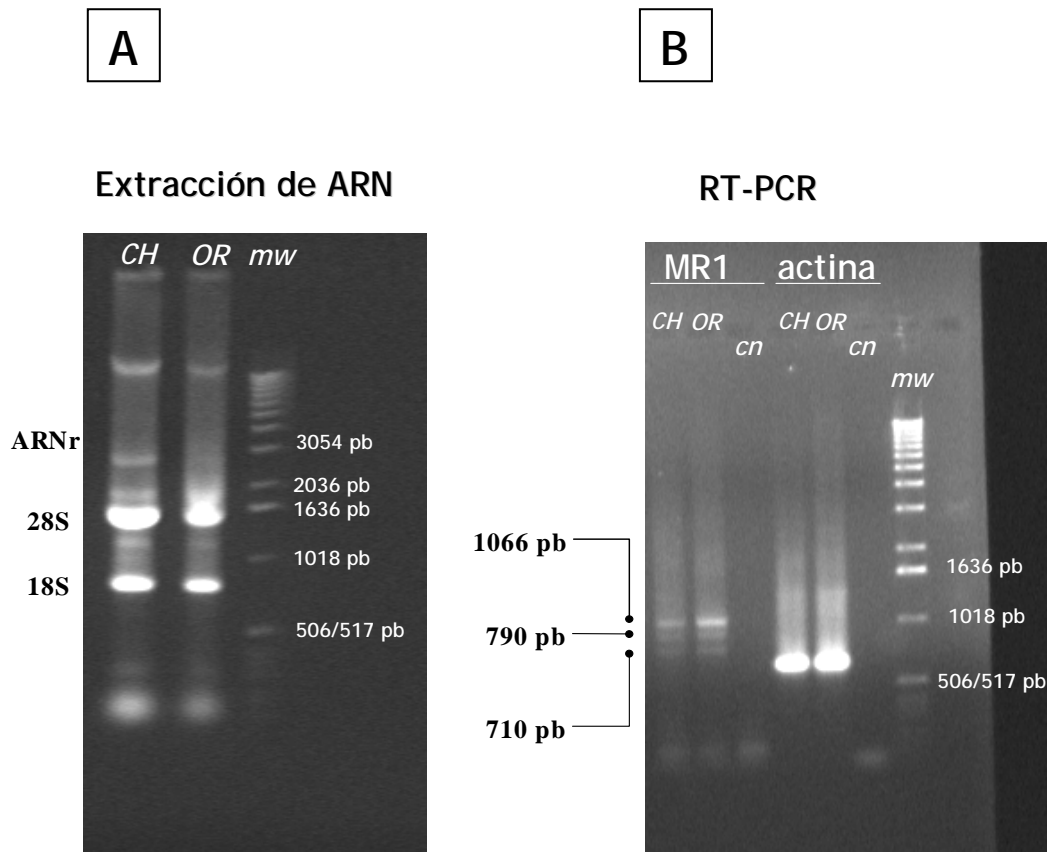 A
Extracción de ARN
CH OR mw
ARNr
3054 pb
2036 pb
1636 pb
28S
1018 pb
18S
506/517 pb
B
RT-PCR
MR1 actina
CH OR cn CH OR cn
mw
1066 pb
1636 pb
1018 pb
790 pb
506/517 pb
710 pb